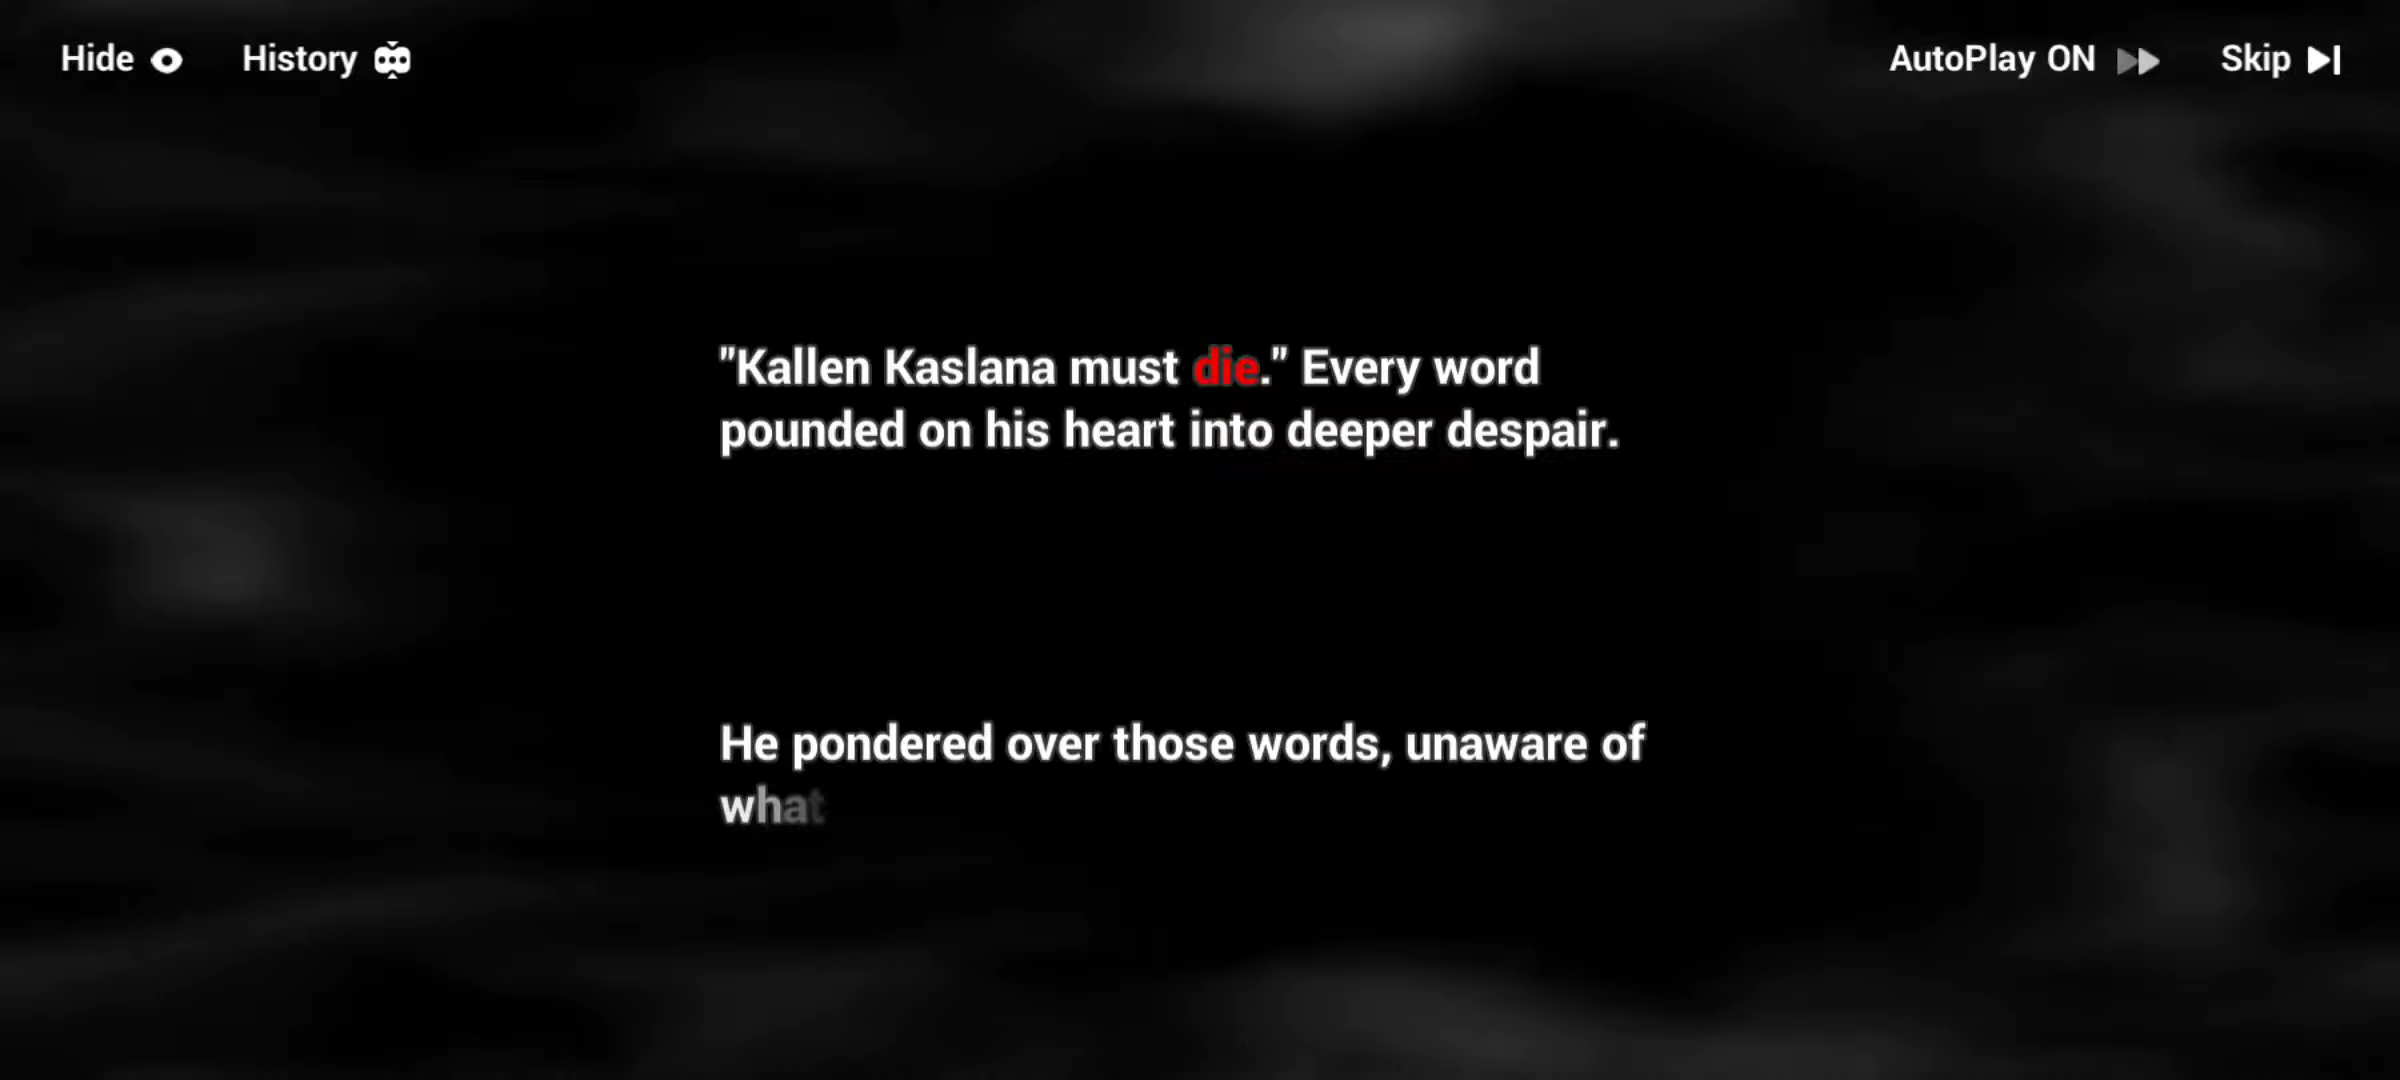 Hide
History
AutoPlay ON
Skip
"Kallen Kaslana must die." Every word
pounded on his heart into deeper despair.
He pondered over those words, unaware of
what